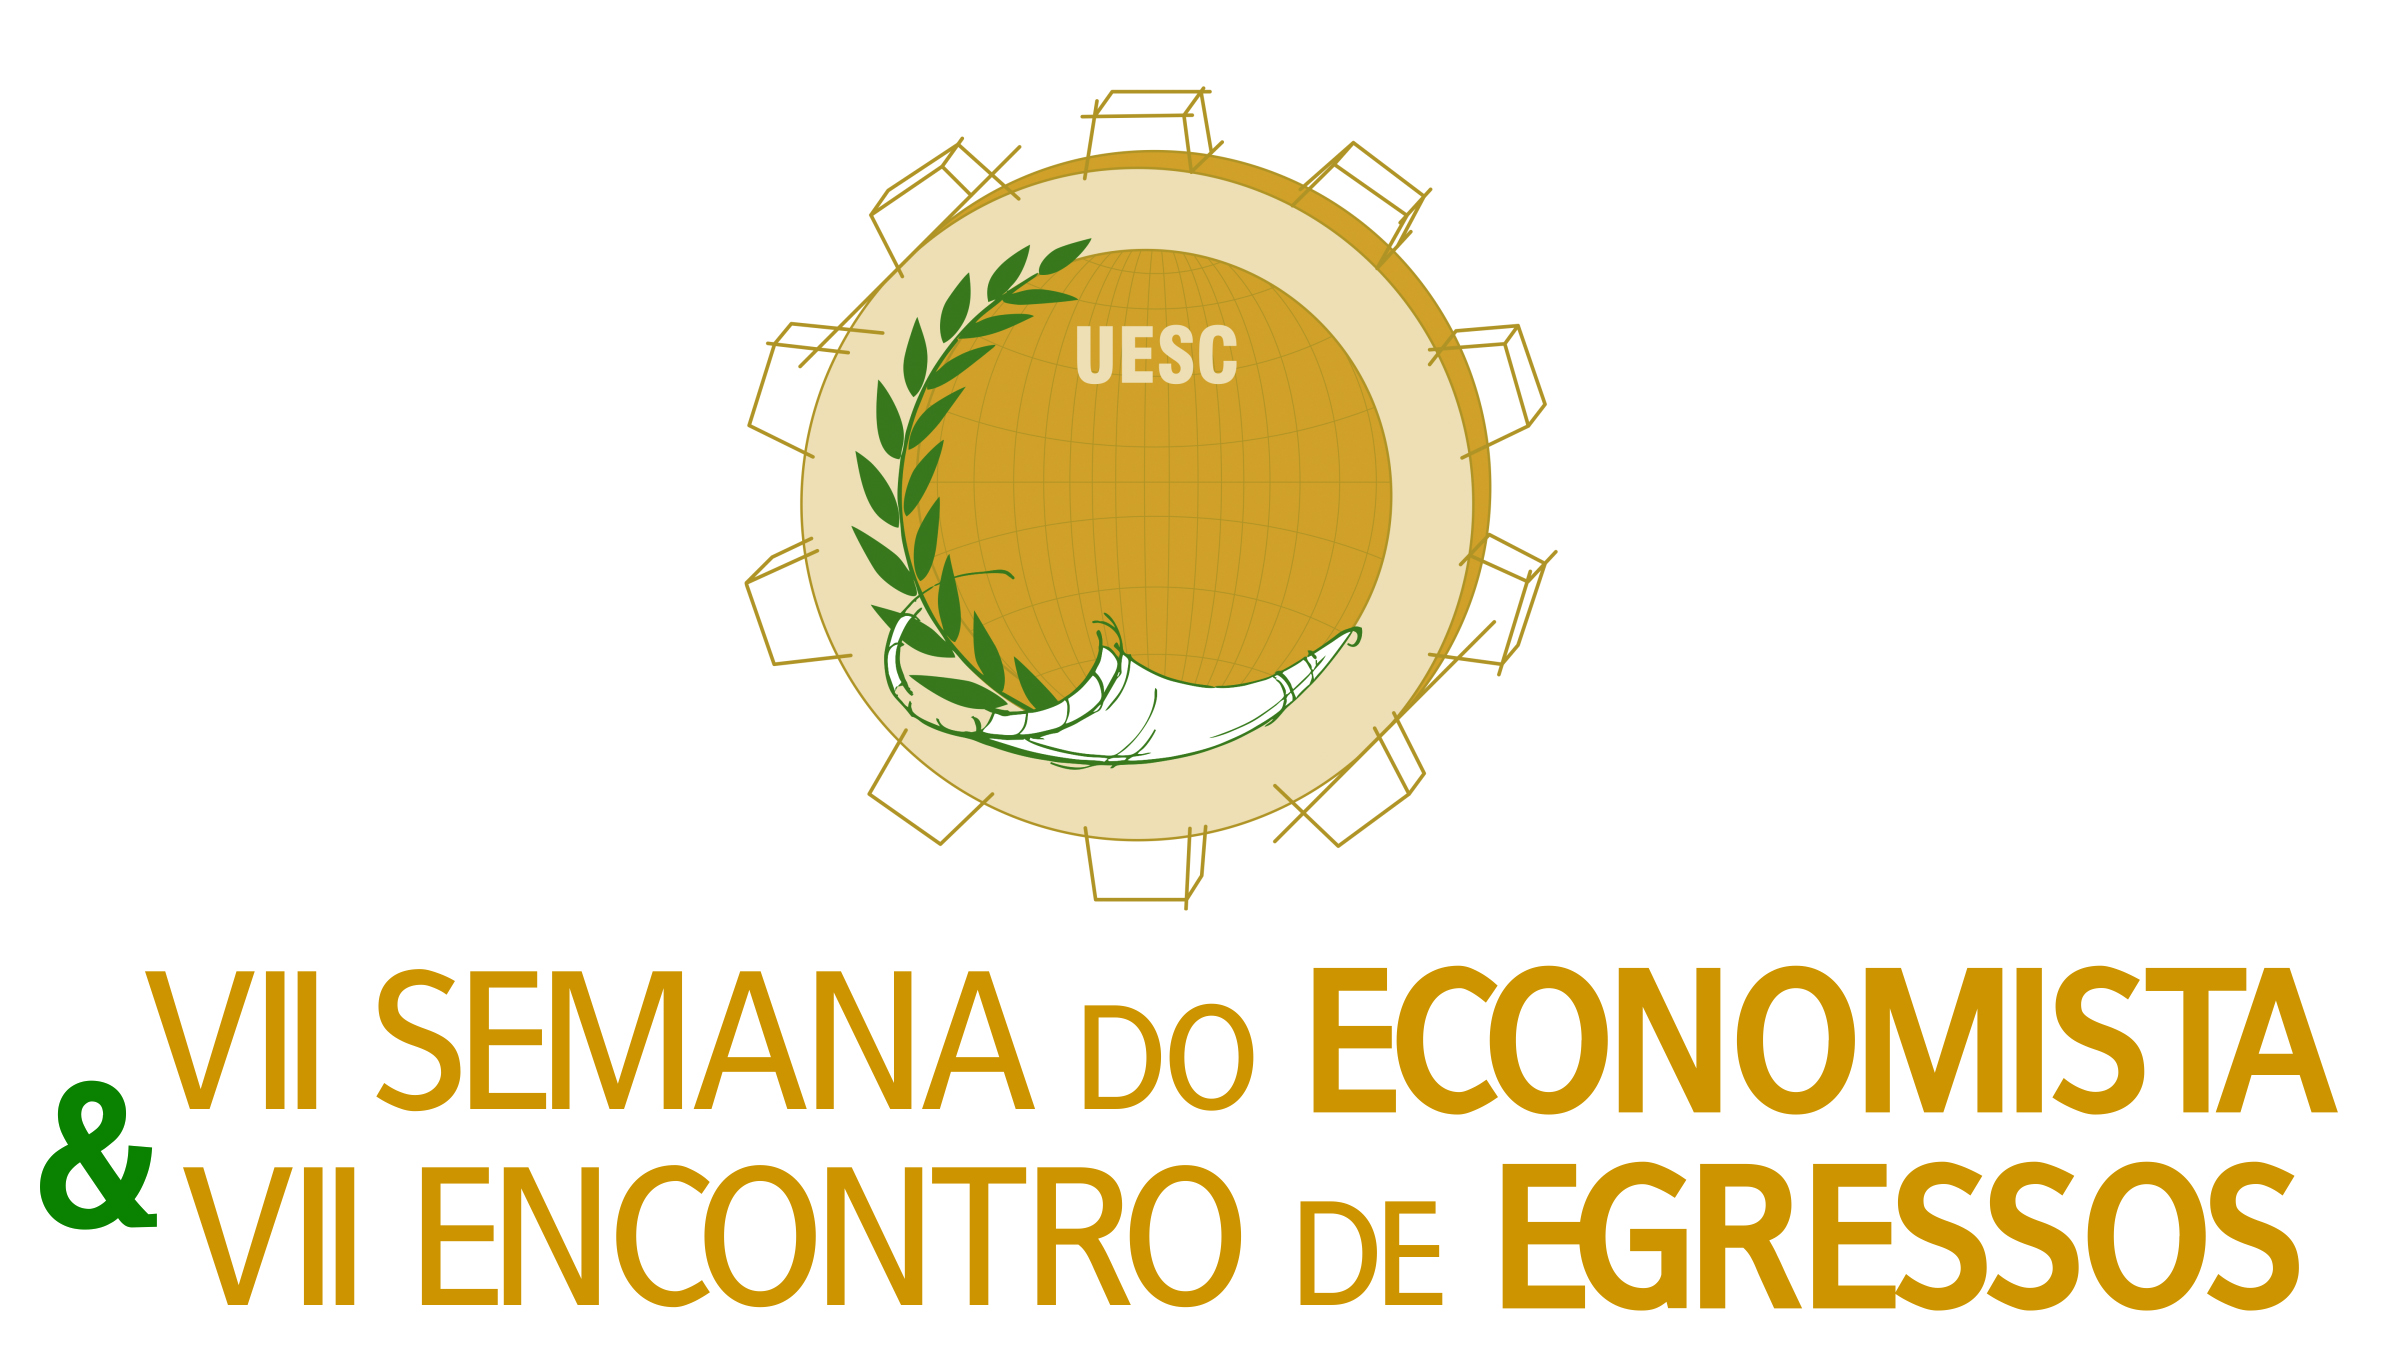 UESC
VII SEMANA DO ECONOMISTA
&
VII ENCONTRO DE EGRESSOS